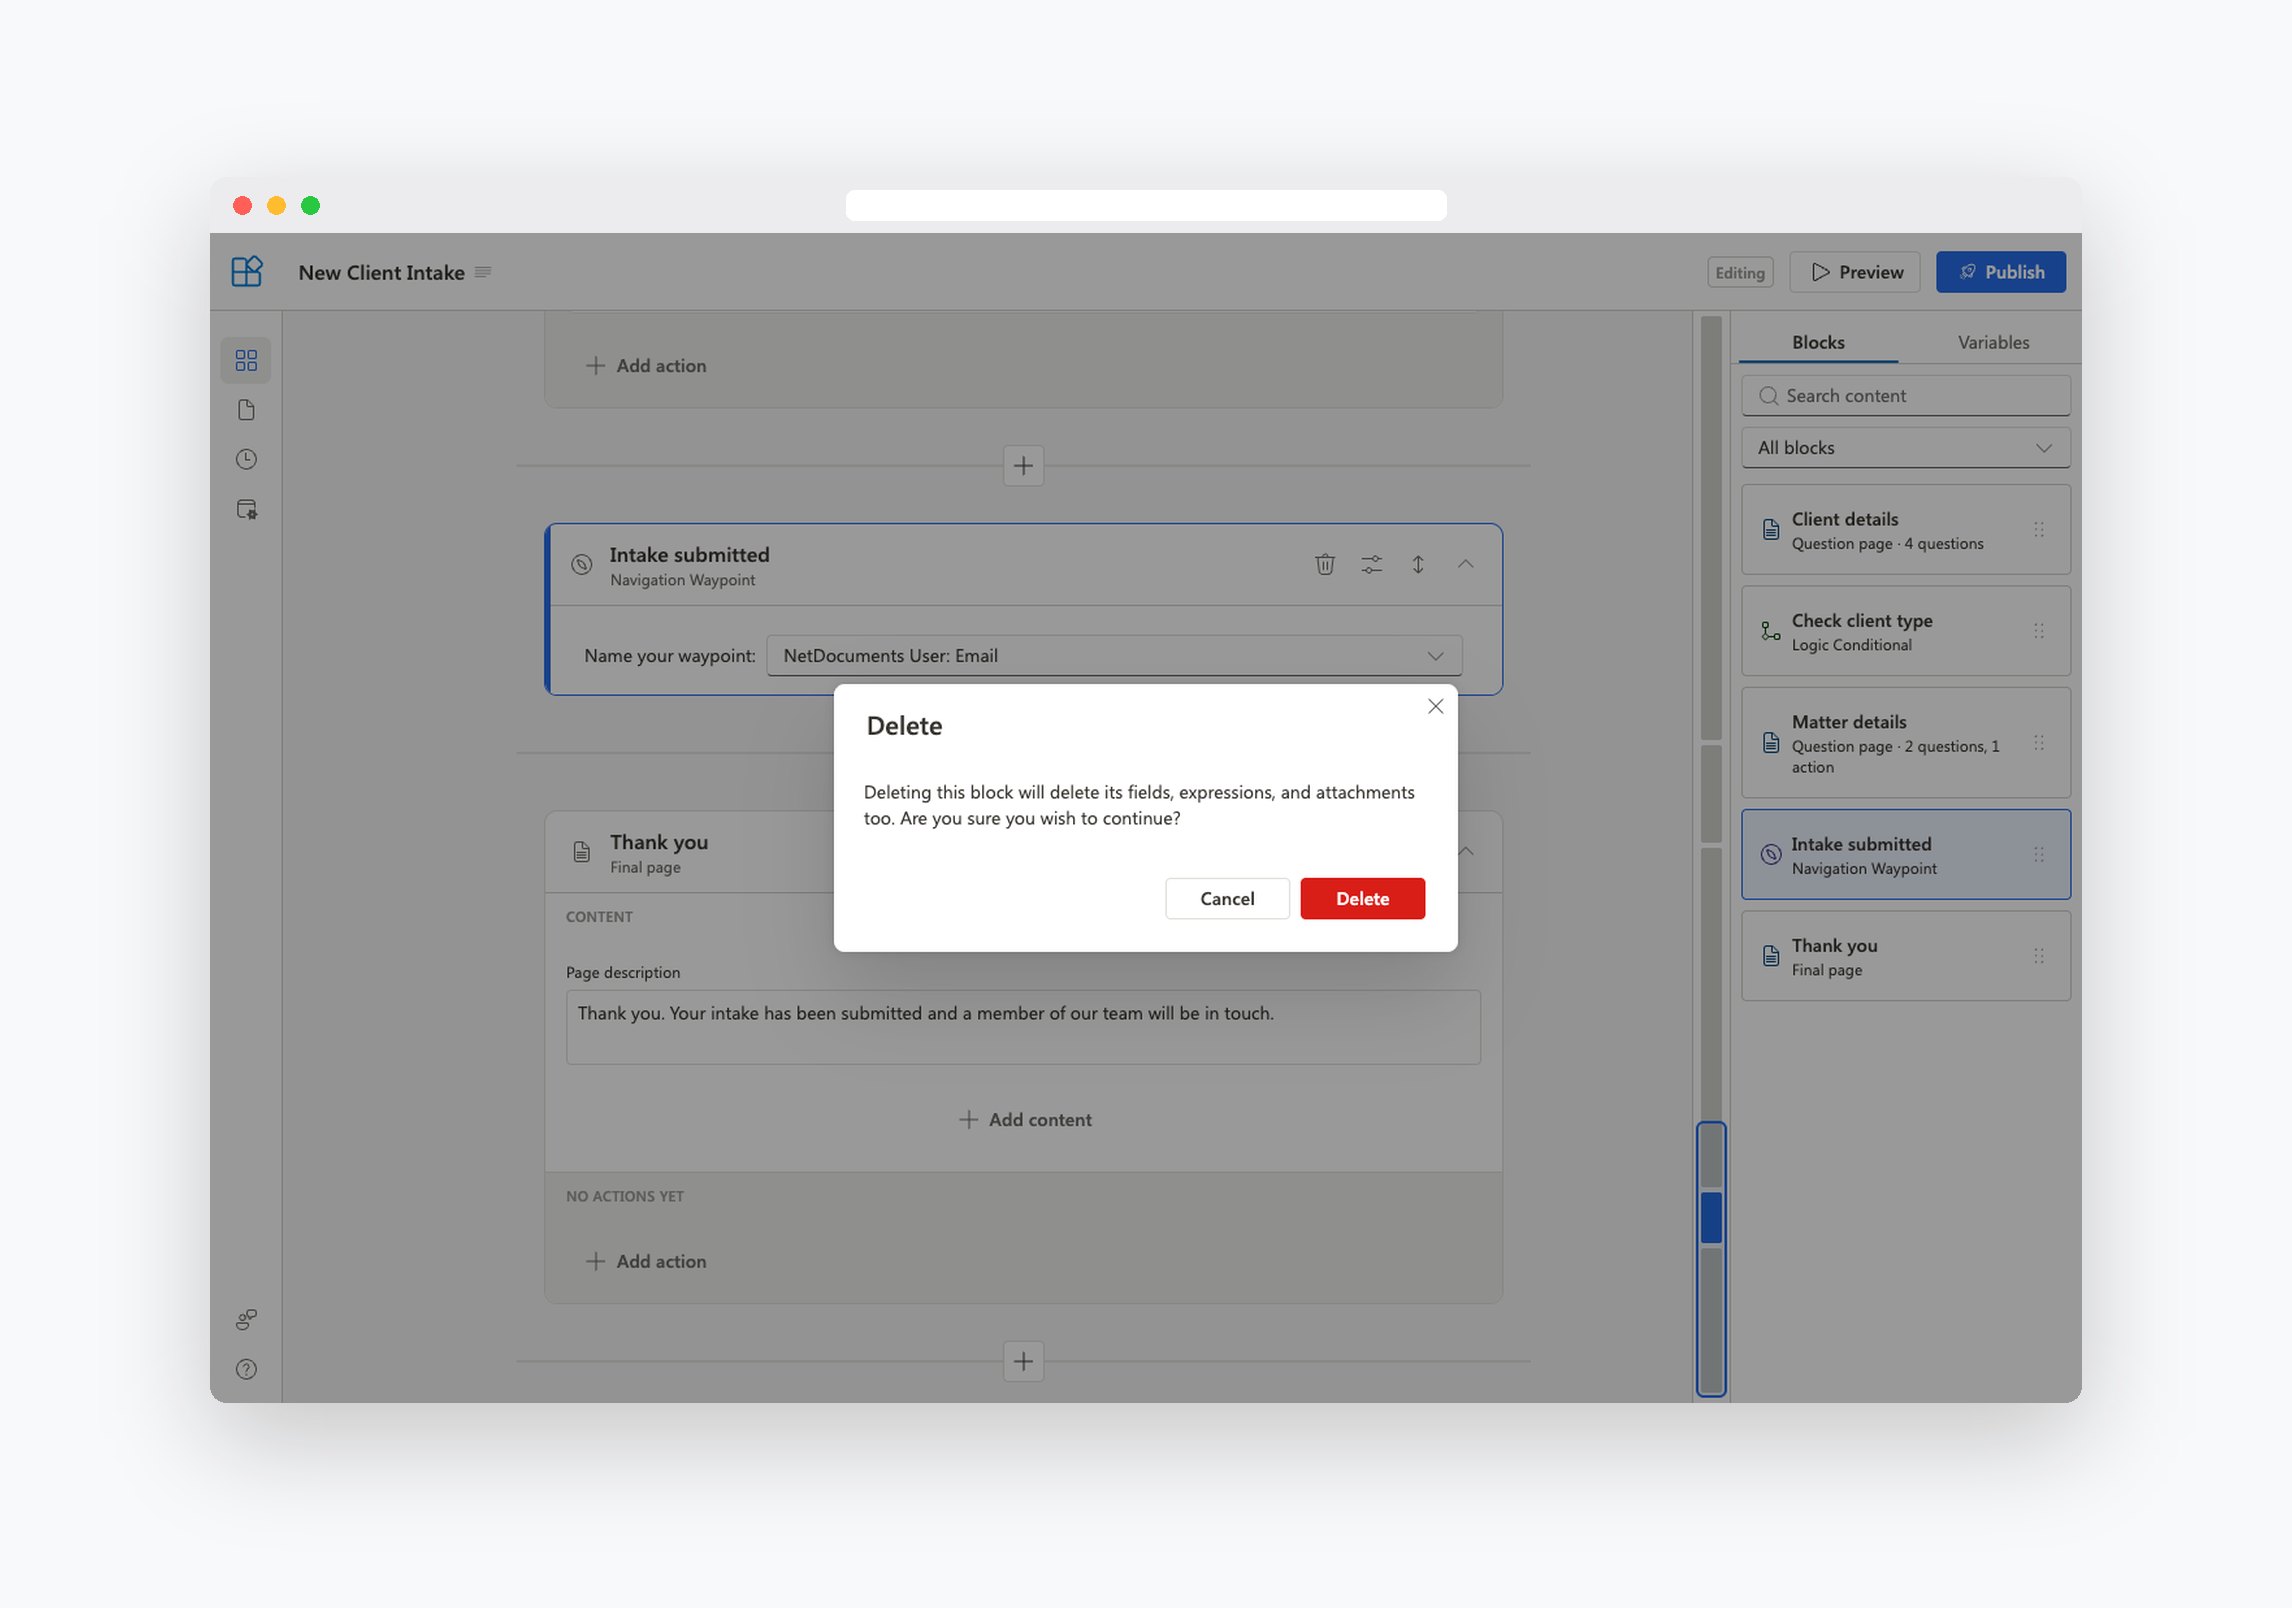 New Client Intake
Editing
Preview
Publish
Add action
Intake submitted
Navigation Waypoint
Name your waypoint:
NetDocuments User: Email
Delete
Deleting this block will delete its fields, expressions, and attachments
too. Are you sure you wish to continue?
Cancel
Delete
Thank you
Final page
CONTENT
Page description
Thank you. Your intake has been submitted and a member of our team will be in touch.
Add content
NO ACTIONS YET
Add action
Blocks
Variables
Search content
All blocks
Client details
Question page · 4 questions
Check client type
Logic Conditional
Matter details
Question page · 2 questions, 1
action
Intake submitted
Navigation Waypoint
Thank you
Final page